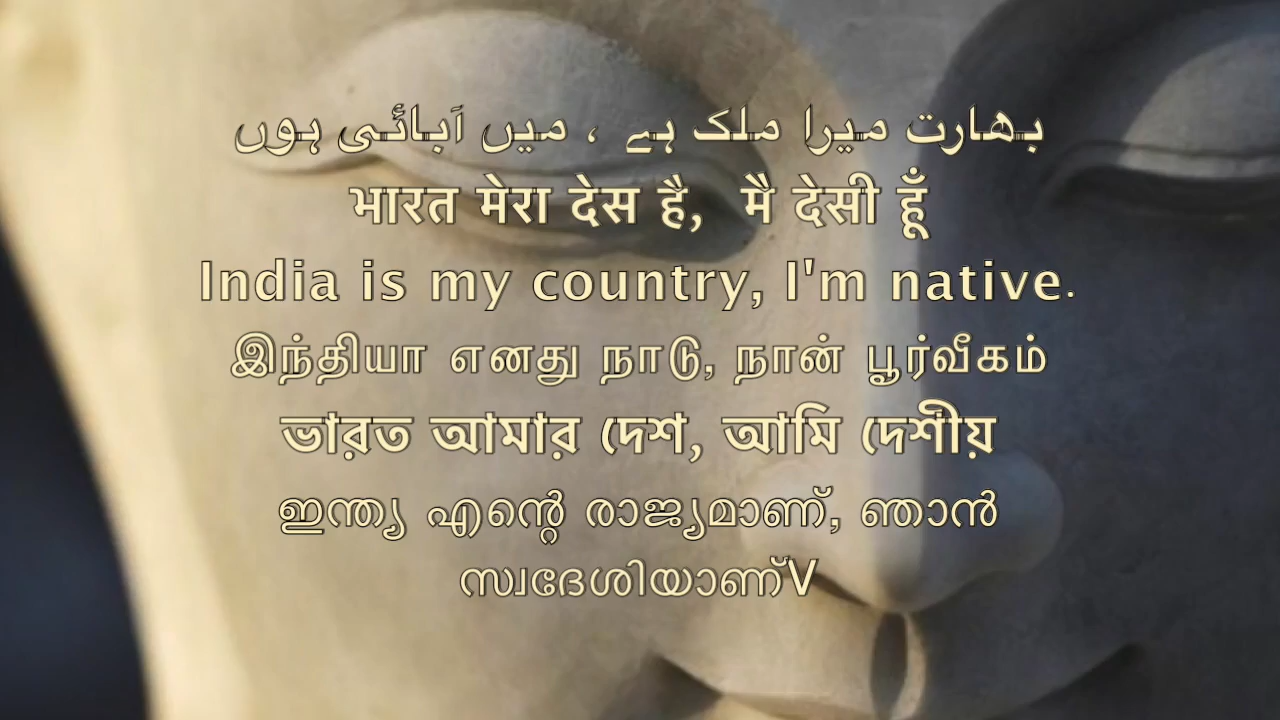 بھارت میرا ملک ہے ، میں آبائی ہوں
भारत मेरा देस है, मै देसी हूँ
India is my country, I'm native.
இந்தியா எனது நாடு, நான் பூர்வீகம்
ভারত আমার দেশ, আমি দেশীয়
ഇന്ത്യ എന്റെ രാജ്യമാണ്, ഞാൻ
സ്വദേശിയാണ്V